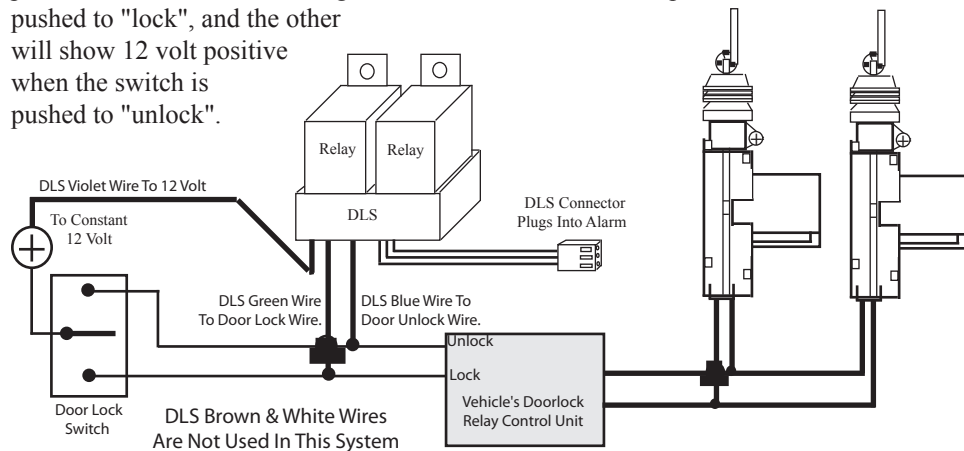 pushed to "lock", and the other
will show 12 volt positive
when the switch is
pushed to "unlock".
Relay
Relay
DLS
DLS Violet Wire To 12 Volt
To Constant
12 Volt
DLS Connector
Plugs Into Alarm
DLS Green Wire
To Door Lock Wire.
DLS Blue Wire To
Door Unlock Wire.
Unlock
Lock
Vehicle's Doorlock
Relay Control Unit
Door Lock
Switch
DLS Brown & White Wires
Are Not Used In This System